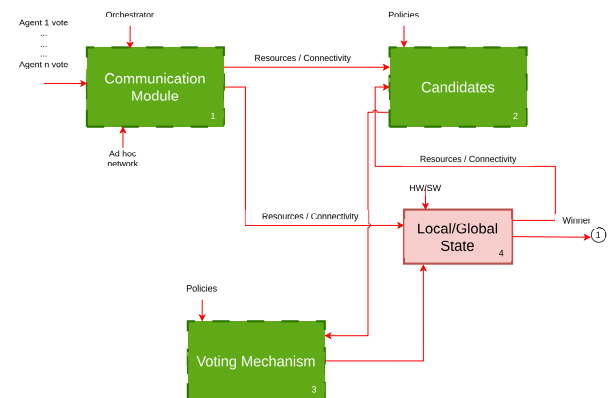 Orchestrator
Policies
Agent 1 vote
...
...
...
Agent n vote
Resources / Connectivity
Communication
Module
1
Candidates
2
Ad hoc
network
Resources / Connectivity
HW/SW
Resources / Connectivity
Winner
Local/Global
State
4
1
Policies
Voting Mechanism
3